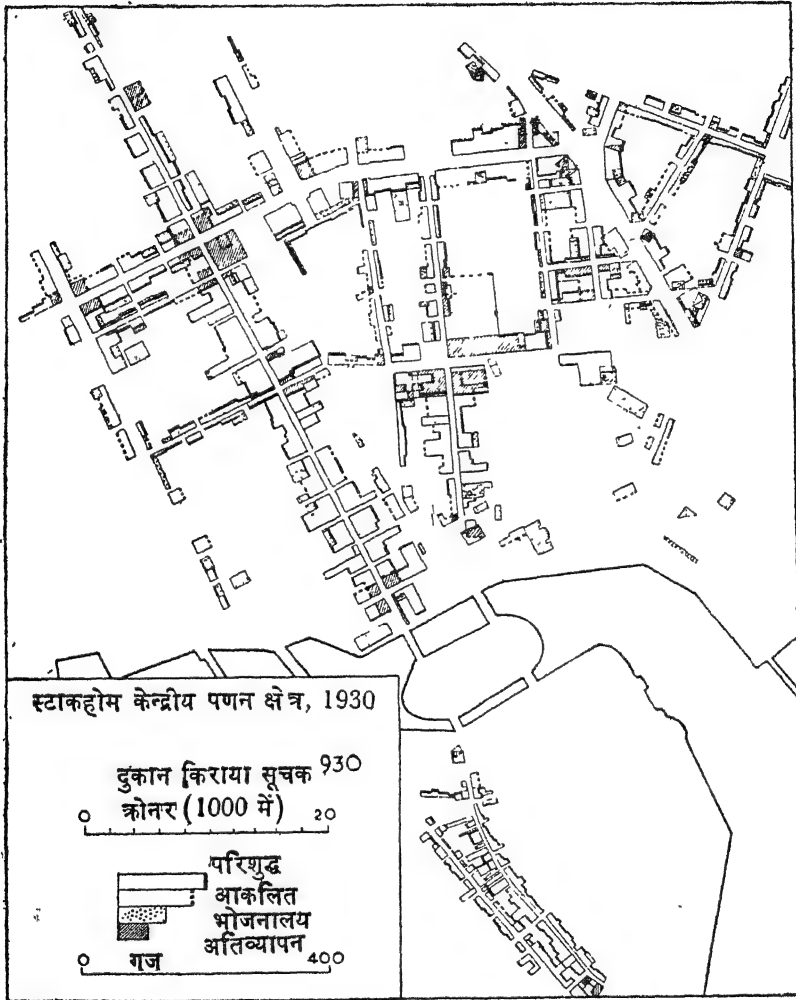 स्टाकहोम केन्द्रीय पणन क्षेत्र, 1930
दुकान किराया सूचक 930
क्रोनर (1000 में)
0 20
परिशुद्ध
आकलित
भोजनालय
अतिव्यापन
0 गज 400